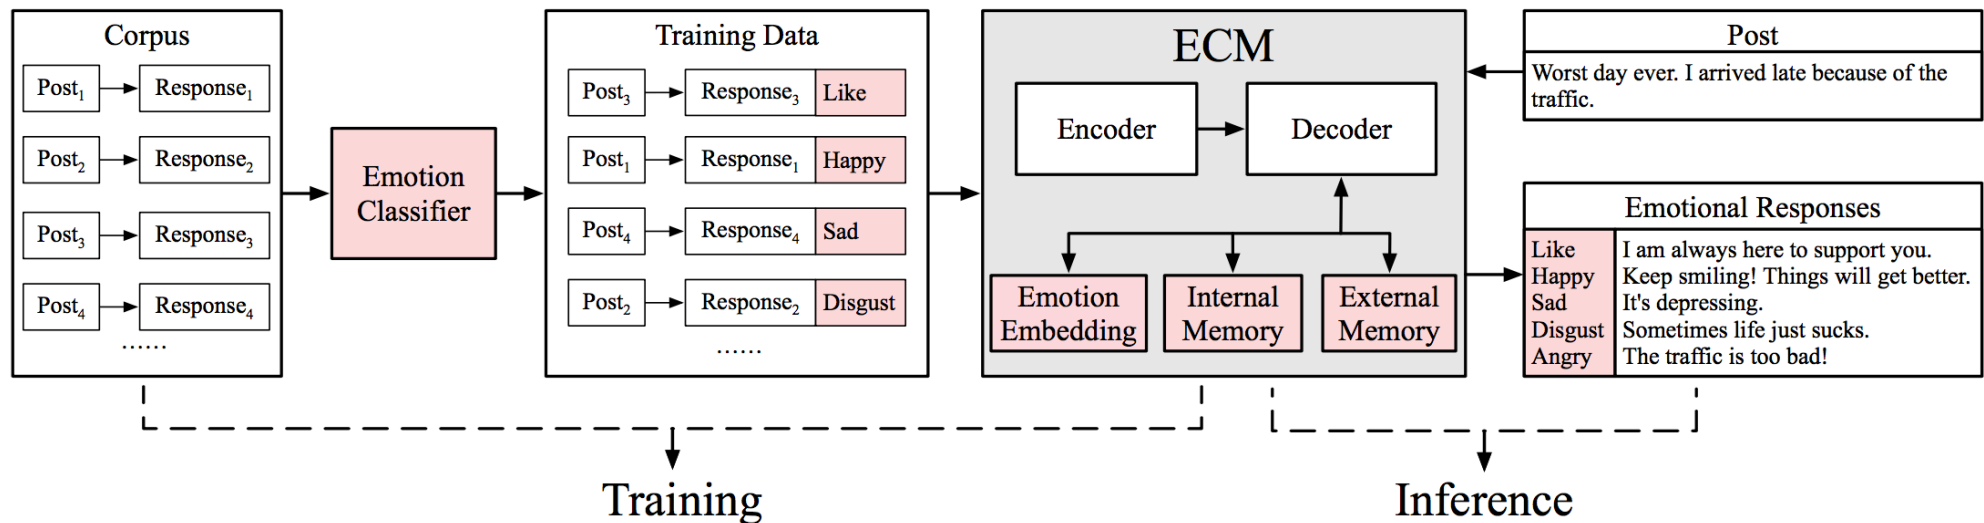 Corpus
Post₁ Response₁
Post₂ Response₂
Post₃ Response₃
Post₄ Response₄
......
Emotion
Classifier
Training Data
Post₃ Response₃ Like
Post₁ Response₁ Happy
Post₄ Response₄ Sad
Post₂ Response₂ Disgust
......
ECM
Encoder Decoder
Emotion
Embedding
Internal
Memory
External
Memory
Post
Worst day ever. I arrived late because of the
traffic.
Emotional Responses
Like I am always here to support you.
Happy Keep smiling! Things will get better.
Sad It's depressing.
Disgust Sometimes life just sucks.
Angry The traffic is too bad!
Training
Inference